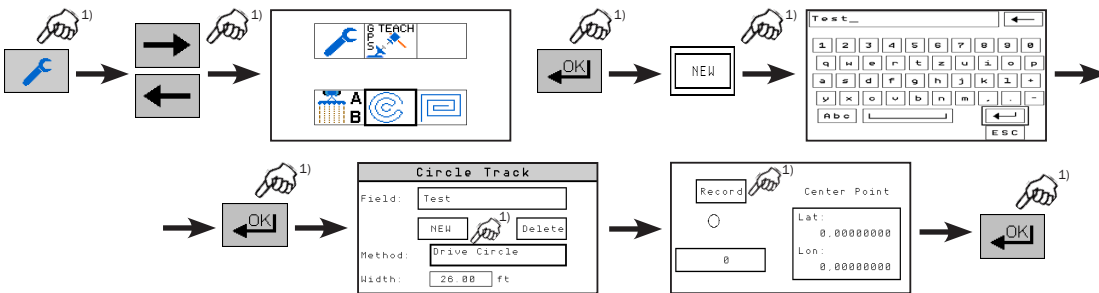 1)
1)
G TEACH
P
S
A
B
1)
OK
1)
NEW
Test_
1 2 3 4 5 6 7 8 9 0
q w e r t z u i o p
a s d f g h j k l +
y x c v b n m , . -
Abc
ESC
1)
OK
Circle Track
Field: Test
NEW 1) Delete
Method: Drive Circle
Width: 26.00 ft
Record 1) Center Point
Lat:
0,00000000
0
Lon:
0,00000000
1)
OK